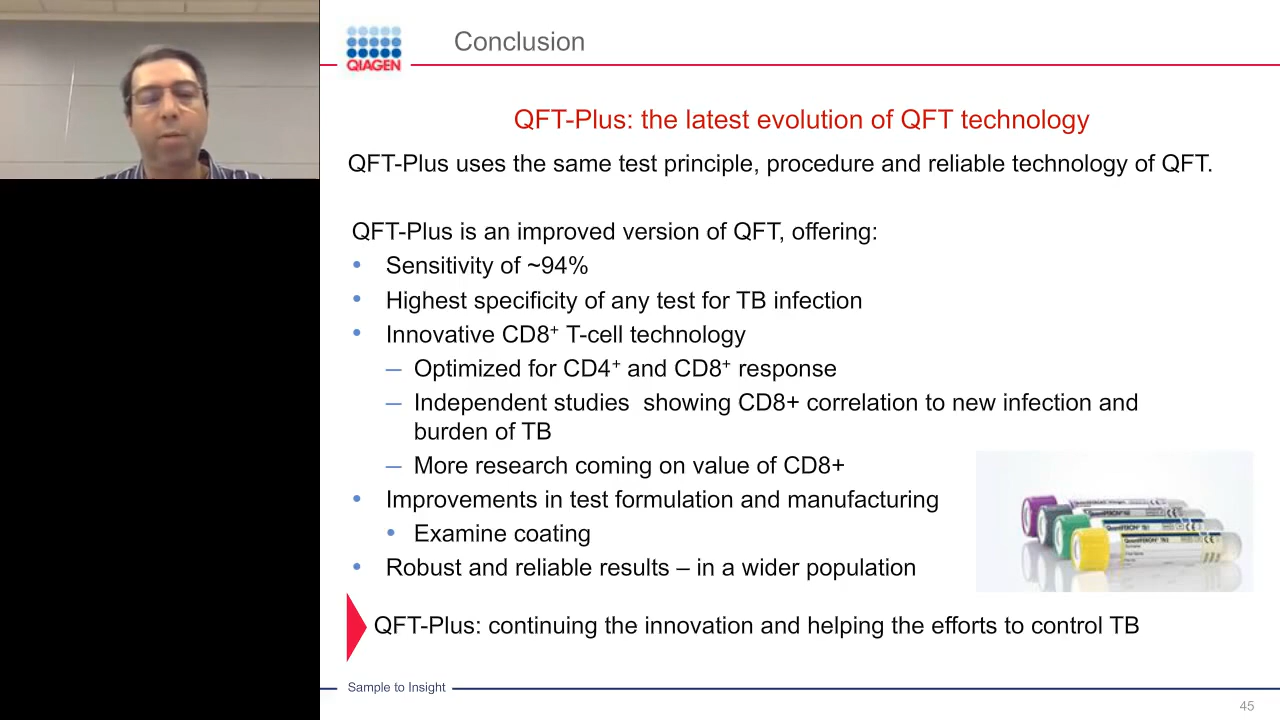 QIAGEN
Conclusion
QFT-Plus: the latest evolution of QFT technology
QFT-Plus uses the same test principle, procedure and reliable technology of QFT.
QFT-Plus is an improved version of QFT, offering:
• Sensitivity of ~94%
• Highest specificity of any test for TB infection
• Innovative CD8⁺ T-cell technology
– Optimized for CD4⁺ and CD8⁺ response
– Independent studies showing CD8+ correlation to new infection and
burden of TB
– More research coming on value of CD8+
• Improvements in test formulation and manufacturing
• Examine coating
• Robust and reliable results – in a wider population
QFT-Plus: continuing the innovation and helping the efforts to control TB
Sample to Insight
45